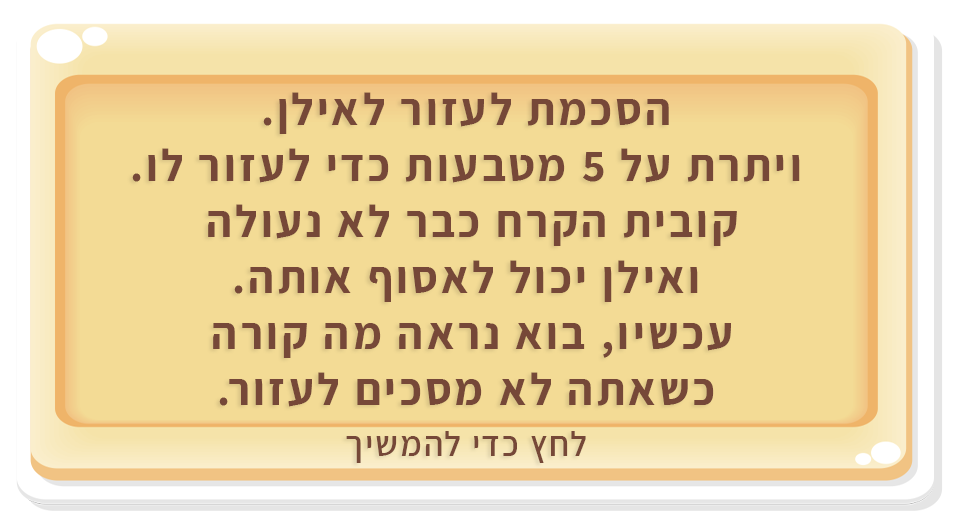 הסכמת לעזור לאילן.
ויתרת על 5 מטבעות כדי לעזור לו.
קובית הקרח כבר לא נעולה
ואילן יכול לאסוף אותה.
עכשיו, בוא נראה מה קורה
כשאתה לא מסכים לעזור.
לחץ כדי להמשיך